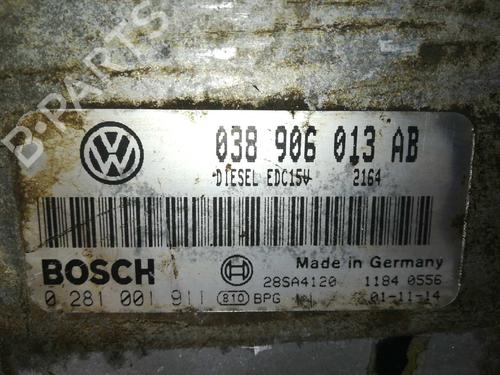 B-PARTS
VW
038 906 013 AB
DIESEL EDC15V 2164
BOSCH
Made in Germany
28SA4120 1184 0556
0 281 001 911 810 BPG 01-11-14